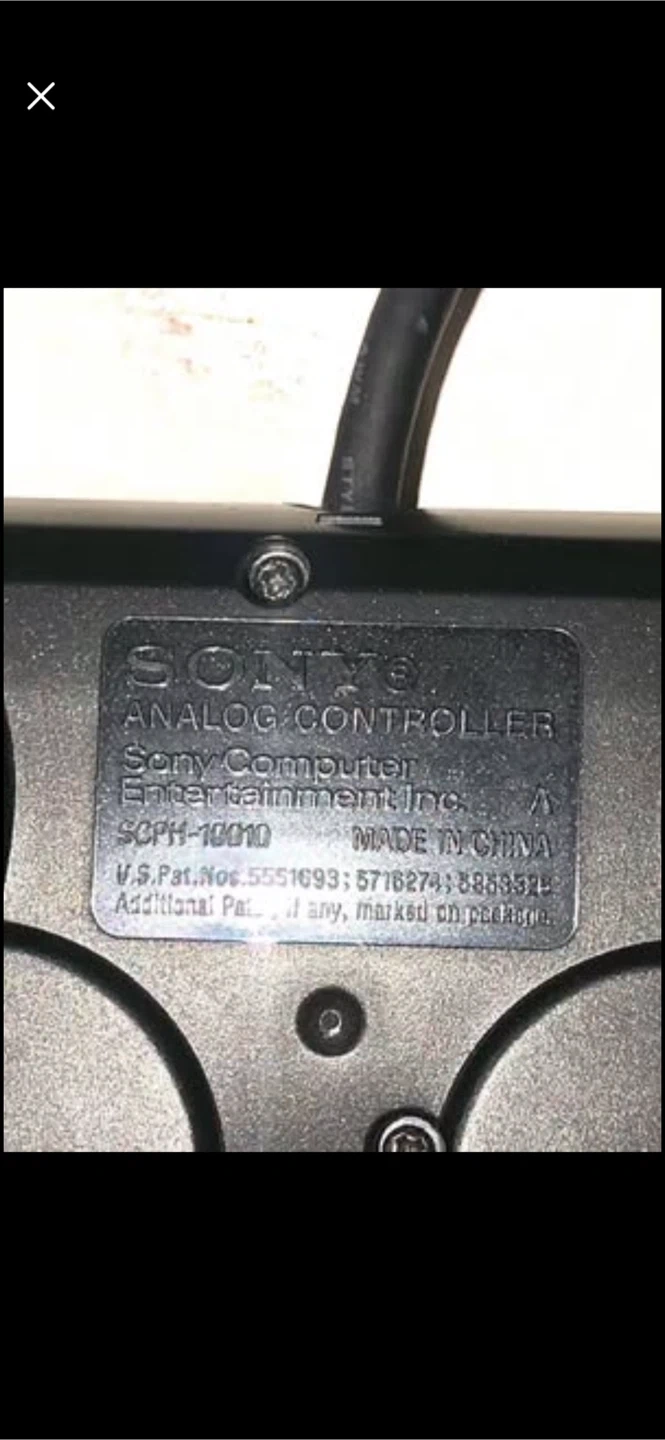 SONY®
ANALOG CONTROLLER
Sony Computer
Entertainment Inc. A
SCPH-10010 MADE IN CHINA
U.S.Pat.Nos.5551693; 5716274;
Additional if any, marked on package.